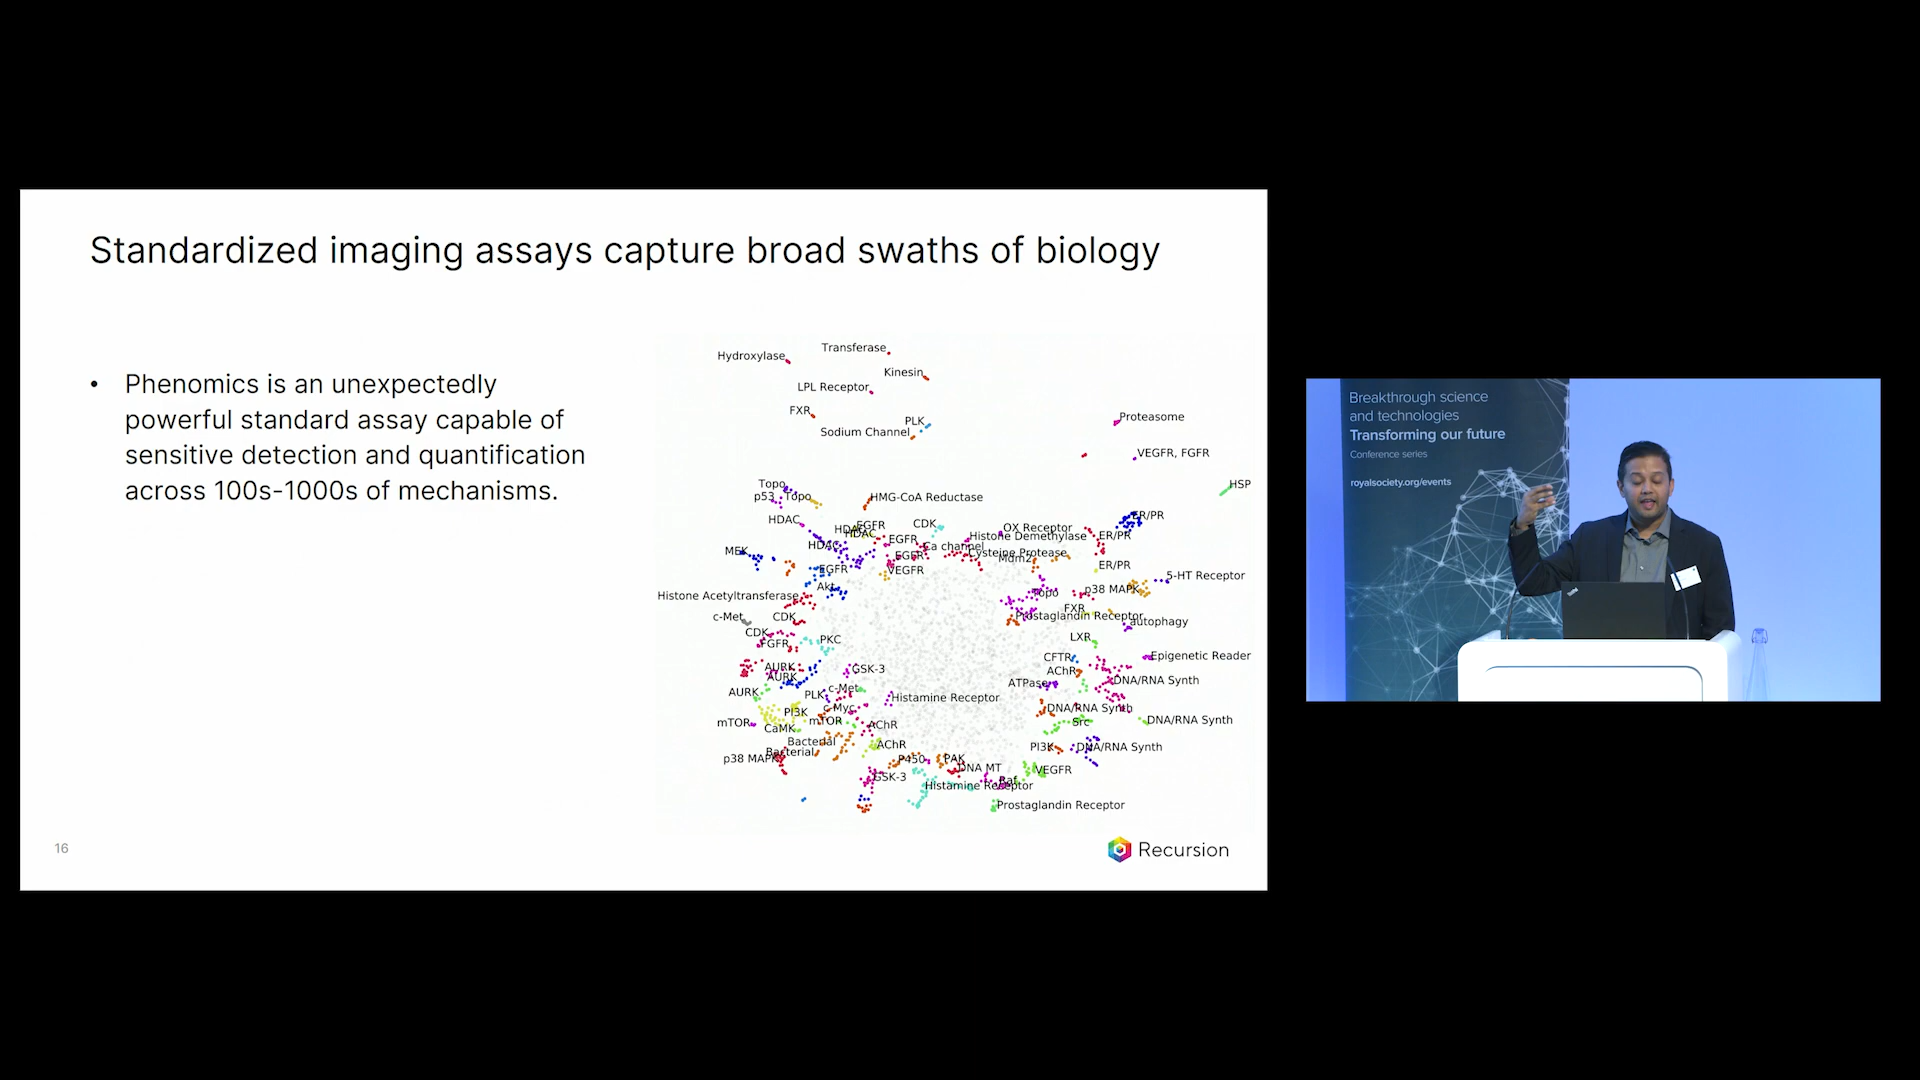 Standardized imaging assays capture broad swaths of biology
• Phenomics is an unexpectedly
powerful standard assay capable of
sensitive detection and quantification
across 100s-1000s of mechanisms.
Hydroxylase
Transferase
Kinesin
LPL Receptor
FXR
PLK
Sodium Channel
Proteasome
VEGFR, FGFR
HSP
Topo
p53
Topo
HMG-CoA Reductase
HDAC
HDAC
EGFR
HDAC
CDK
OX Receptor
ER/PR
HDAC
EGFR
Ca channel
Histone Demethylase
ER/PR
MEK
EGFR
Cysteine Protease
Mdm2
EGFR
VEGFR
ER/PR
5-HT Receptor
Akt
Topo
p38 MAPK
Histone Acetyltransferase
FXR
c-Met
CDK
Prostaglandin Receptor
autophagy
CDK
FGFR
PKC
LXR
CFTR
Epigenetic Reader
AURK
AURK
GSK-3
AChR
ATPase
DNA/RNA Synth
AURK
PLK
c-Met
Histamine Receptor
PI3K
c-Myc
DNA/RNA Synth
mTOR
CaMK
mTOR
AChR
Src
DNA/RNA Synth
Bacterial
Bacterial
AChR
PI3K
DNA/RNA Synth
p38 MAPK
P450
PAK
DNA MT
VEGFR
GSK-3
Raf
Histamine Receptor
Prostaglandin Receptor
16
Recursion
Breakthrough science
and technologies
Transforming our future
Conference series
royalsociety.org/events